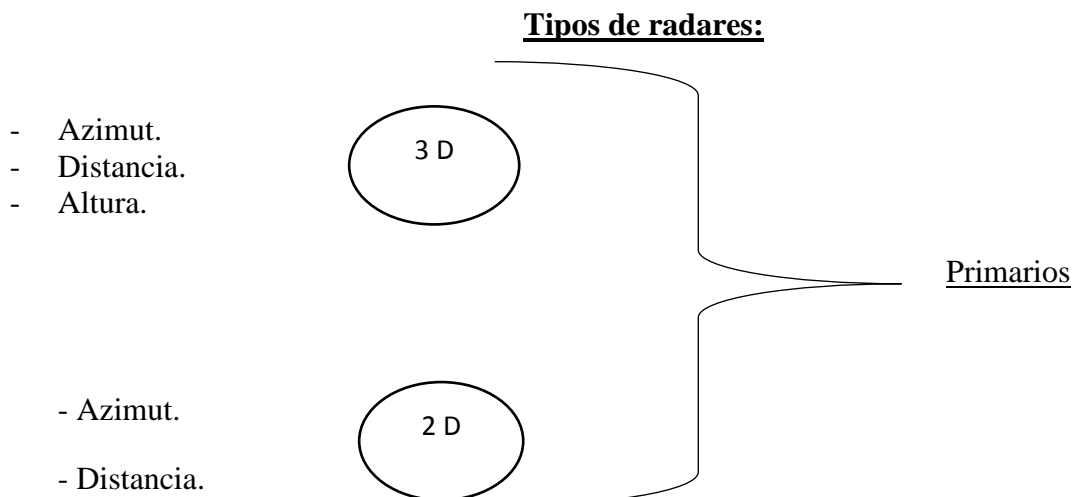 Tipos de radares:
- Azimut.
- Distancia.
- Altura.
3 D
Primarios
- Azimut.
- Distancia.
2 D